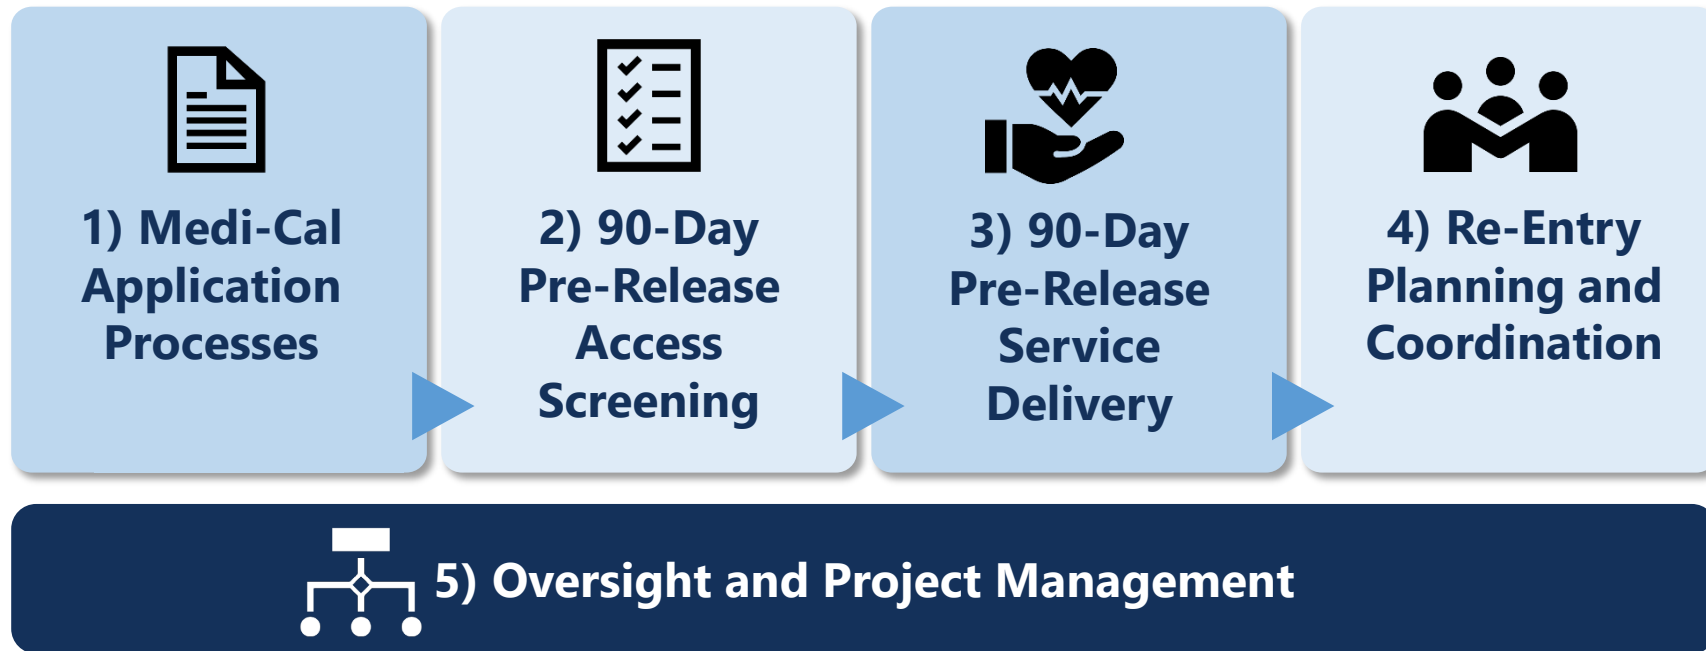 1) Medi-Cal
Application
Processes
2) 90-Day
Pre-Release
Access
Screening
3) 90-Day
Pre-Release
Service
Delivery
4) Re-Entry
Planning and
Coordination
5) Oversight and Project Management